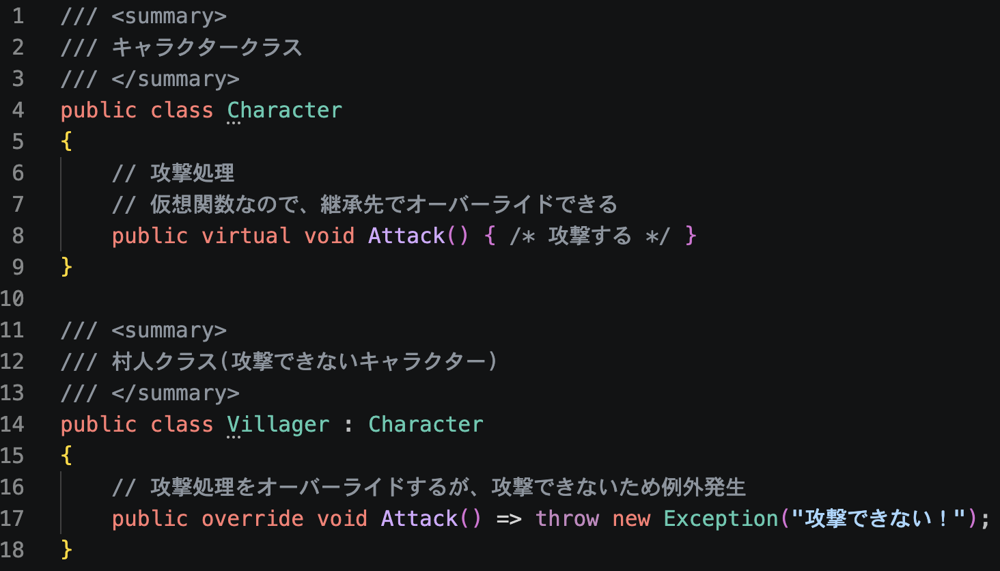 1 /// <summary>
2 /// キャラクタークラス
3 /// </summary>
4 public class Character
5 {
6 // 攻撃処理
7 // 仮想関数なので、継承先でオーバーライドできる
8 public virtual void Attack() { /* 攻撃する */ }
9 }
10
11 /// <summary>
12 /// 村人クラス(攻撃できないキャラクター)
13 /// </summary>
14 public class Villager : Character
15 {
16 // 攻撃処理をオーバーライドするが、攻撃できないため例外発生
17 public override void Attack() => throw new Exception("攻撃できない！");
18 }